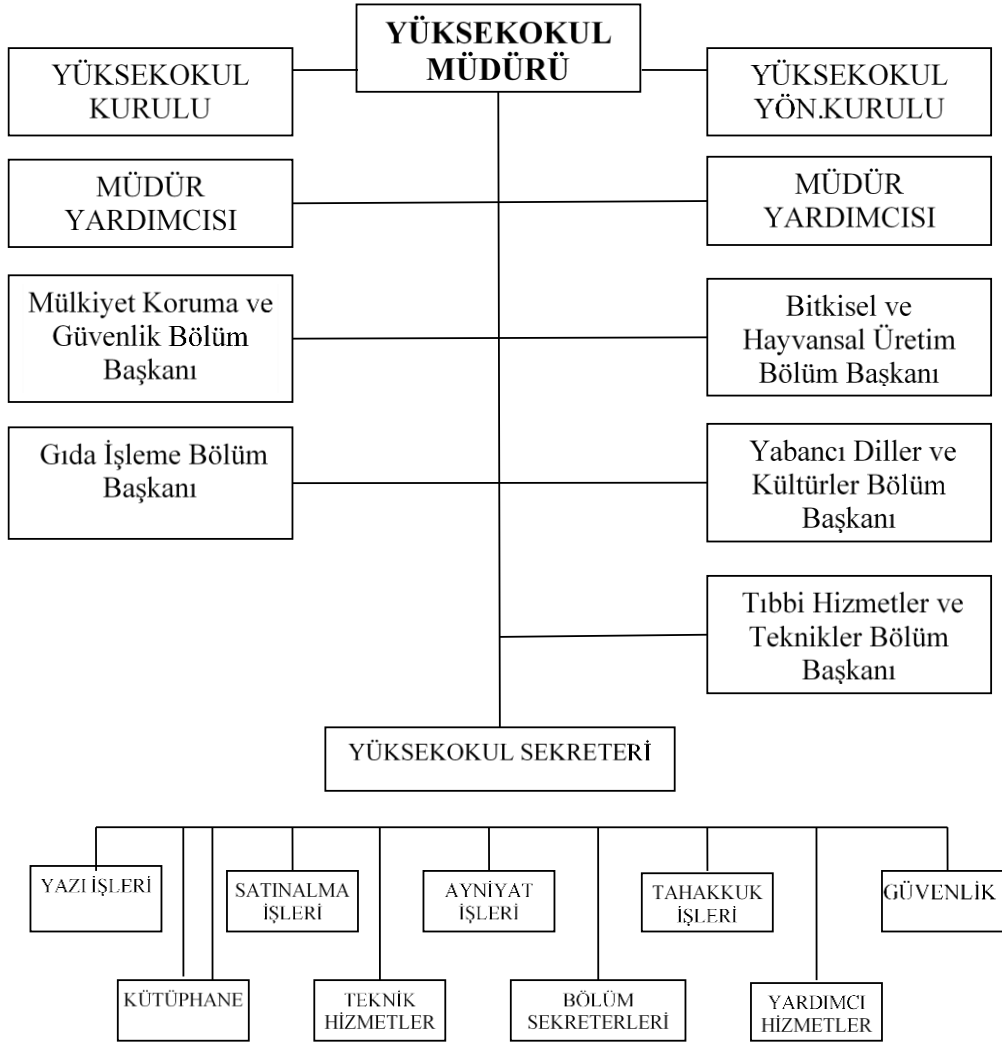 YÜKSEKOKUL
MÜDÜRÜ
YÜKSEKOKUL
KURULU
YÜKSEKOKUL
YÖN.KURULU
MÜDÜR
YARDIMCISI
MÜDÜR
YARDIMCISI
Mülkiyet Koruma ve
Güvenlik Bölüm
Başkanı
Bitkisel ve
Hayvansal Üretim
Bölüm Başkanı
Gıda İşleme Bölüm
Başkanı
Yabancı Diller ve
Kültürler Bölüm
Başkanı
Tıbbi Hizmetler ve
Teknikler Bölüm
Başkanı
YÜKSEKOKUL SEKRETERİ
YAZI İŞLERİ
SATINALMA
İŞLERİ
AYNİYAT
İŞLERİ
TAHAKKUK
İŞLERİ
GÜVENLİK
KÜTÜPHANE
TEKNİK
HİZMETLER
BÖLÜM
SEKRETERLERİ
YARDIMCI
HİZMETLER